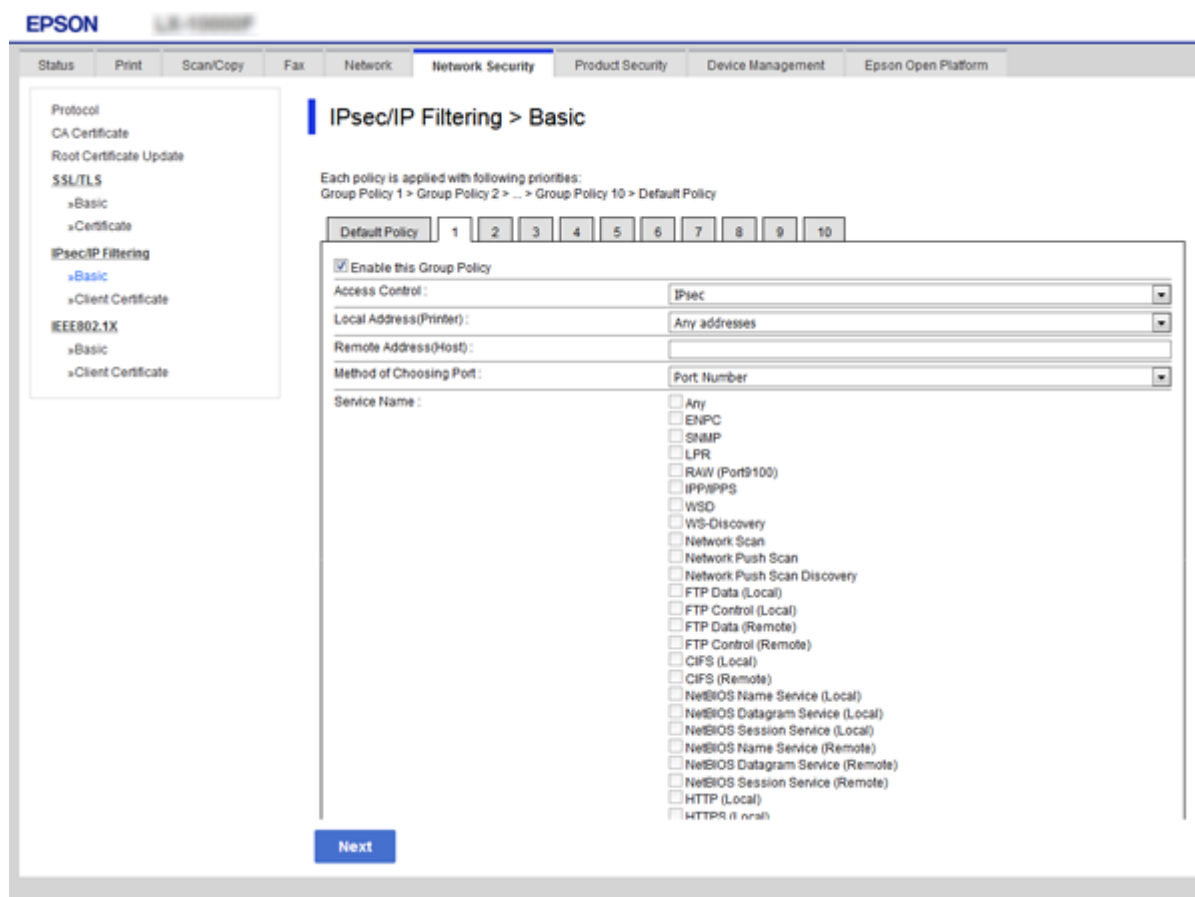 EPSON
Status Print Scan/Copy Fax Network Network Security Product Security Device Management Epson Open Platform
Protocol
CA Certificate
Root Certificate Update
SSL/TLS
»Basic
»Certificate
IPsec/IP Filtering
»Basic
»Client Certificate
IEEE802.1X
»Basic
»Client Certificate
IPsec/IP Filtering > Basic
Each policy is applied with following priorities:
Group Policy 1 > Group Policy 2 > ... > Group Policy 10 > Default Policy
Default Policy 1 2 3 4 5 6 7 8 9 10
Enable this Group Policy
Access Control : IPsec
Local Address(Printer) : Any addresses
Remote Address(Host) :
Method of Choosing Port : Port Number
Service Name : Any
ENPC
SNMP
LPR
RAW (Port9100)
IPP/IPPS
WSD
WS-Discovery
Network Scan
Network Push Scan
Network Push Scan Discovery
FTP Data (Local)
FTP Control (Local)
FTP Data (Remote)
FTP Control (Remote)
CIFS (Local)
CIFS (Remote)
NetBIOS Name Service (Local)
NetBIOS Datagram Service (Local)
NetBIOS Session Service (Local)
NetBIOS Name Service (Remote)
NetBIOS Datagram Service (Remote)
NetBIOS Session Service (Remote)
HTTP (Local)
HTTPS (Local)
Next